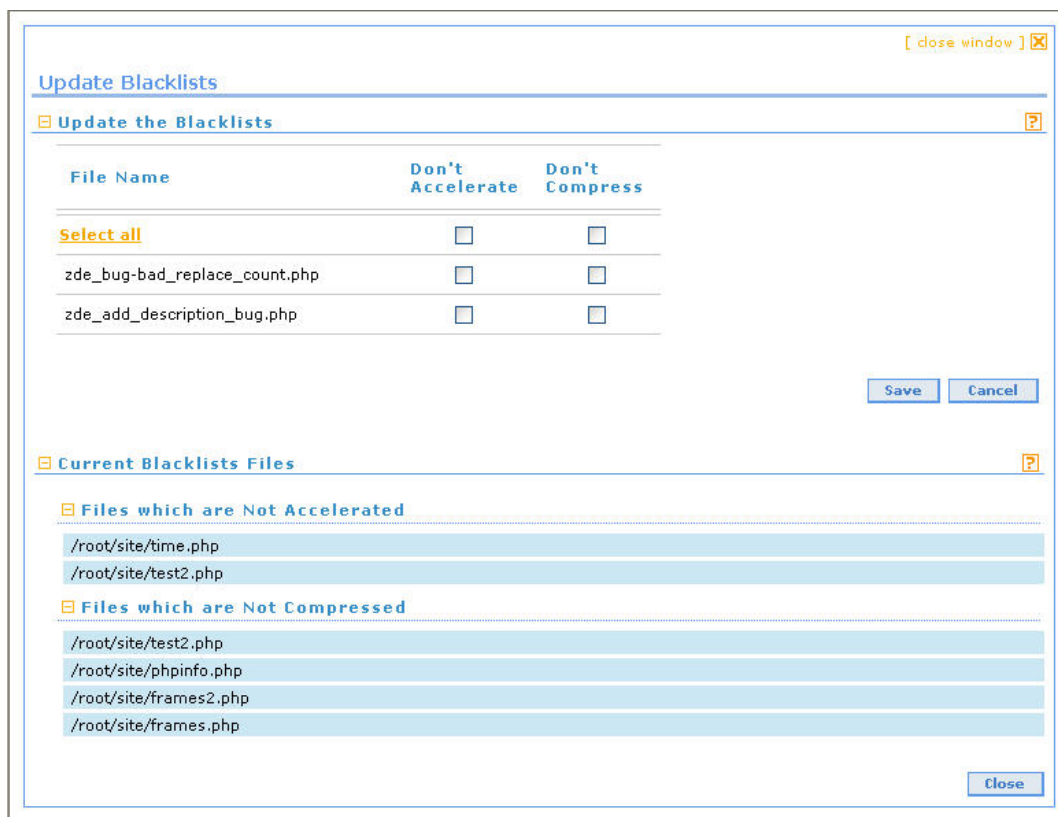 [ close window ]
Update Blacklists
Update the Blacklists
?
File Name Don't Accelerate Don't Compress
Select all
zde_bug-bad_replace_count.php
zde_add_description_bug.php
Save Cancel
Current Blacklists Files
?
Files which are Not Accelerated
/root/site/time.php
/root/site/test2.php
Files which are Not Compressed
/root/site/test2.php
/root/site/phpinfo.php
/root/site/frames2.php
/root/site/frames.php
Close